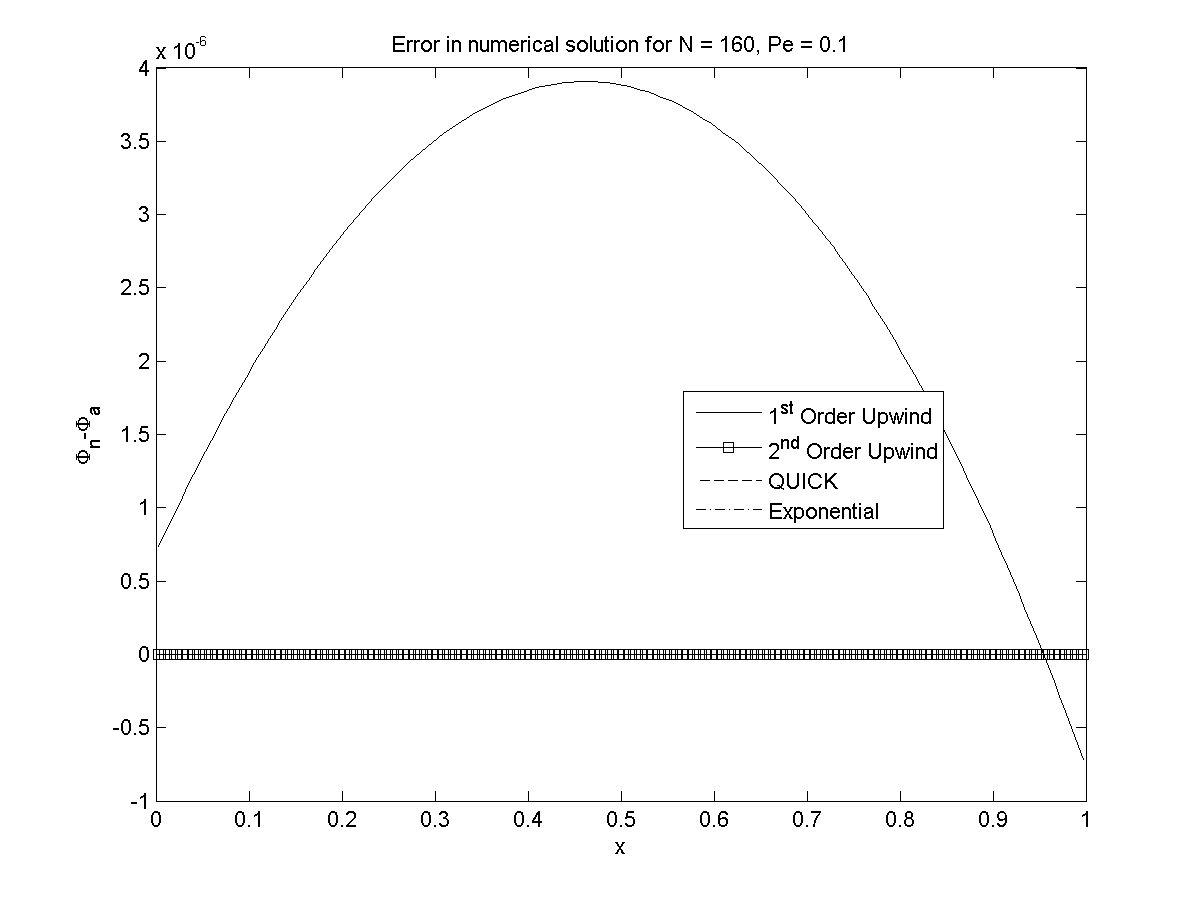 Error in numerical solution for N = 160, Pe = 0.1
x 10^-6
4
3.5
3
2.5
2
1.5
1
0.5
0
-0.5
-1
Φn-Φa
1st Order Upwind
2nd Order Upwind
QUICK
Exponential
0 0.1 0.2 0.3 0.4 0.5 0.6 0.7 0.8 0.9 1
x